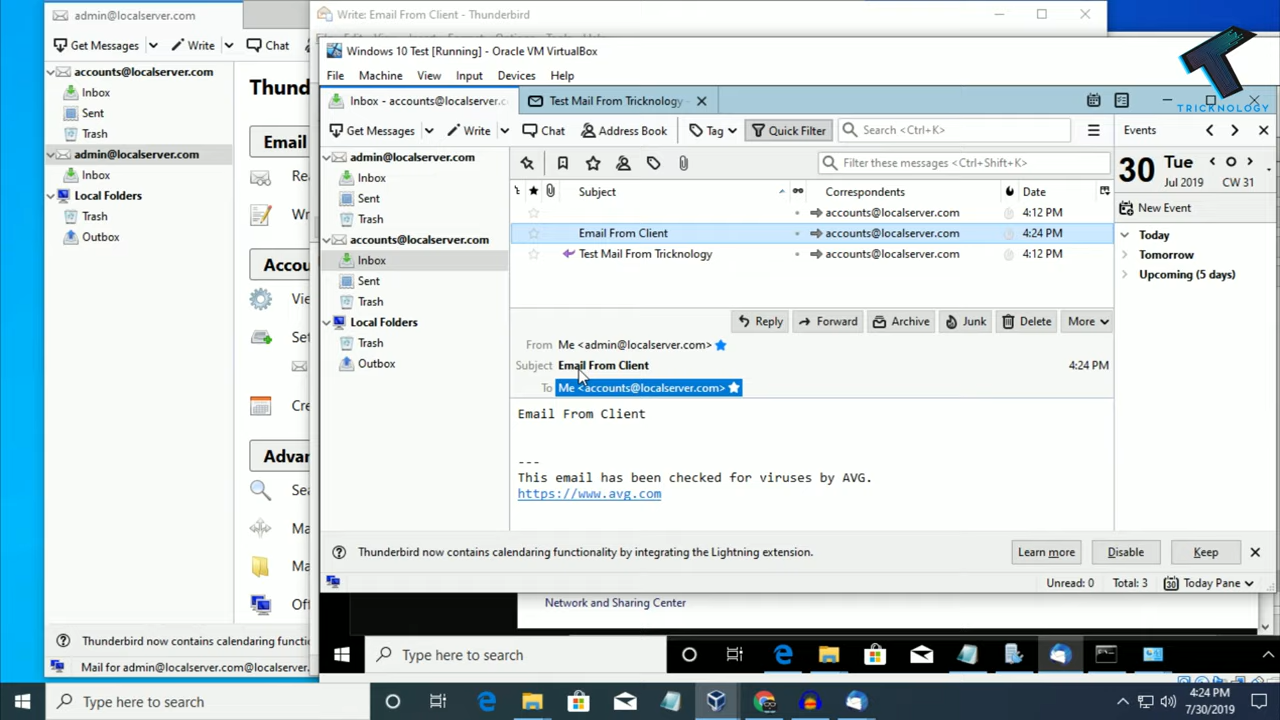 admin@localserver.com
Get Messages
Write
Chat
accounts@localserver.com
Inbox
Sent
Trash
admin@localserver.com
Inbox
Local Folders
Trash
Outbox
Email
Accou
Advan
Mail for admin@localserver.com@localserver.
Thunderbird now contains calendaring functio
Write: Email From Client - Thunderbird
Windows 10 Test [Running] - Oracle VM VirtualBox
File Machine View Input Devices Help
Inbox - accounts@localserver.c
Test Mail From Tricknology
TRICKNOLOGY
Get Messages Write Chat Address Book Tag Quick Filter Search <Ctrl+K>
Events
admin@localserver.com
Inbox
Sent
Trash
accounts@localserver.com
Inbox
Sent
Trash
Local Folders
Trash
Outbox
Filter these messages <Ctrl+Shift+K>
Subject Correspondents Date
accounts@localserver.com 4:12 PM
Email From Client accounts@localserver.com 4:24 PM
Test Mail From Tricknology accounts@localserver.com 4:12 PM
Reply Forward Archive Junk Delete More
From Me <admin@localserver.com>
Subject Email From Client 4:24 PM
To Me <accounts@localserver.com>
Email From Client
---
This email has been checked for viruses by AVG.
https://www.avg.com
30 Tue
Jul 2019 CW 31
New Event
Today
Tomorrow
Upcoming (5 days)
Thunderbird now contains calendaring functionality by integrating the Lightning extension. Learn more Disable Keep
Unread: 0 Total: 3 30 Today Pane
Network and Sharing Center
Type here to search
Type here to search
4:24 PM
7/30/2019